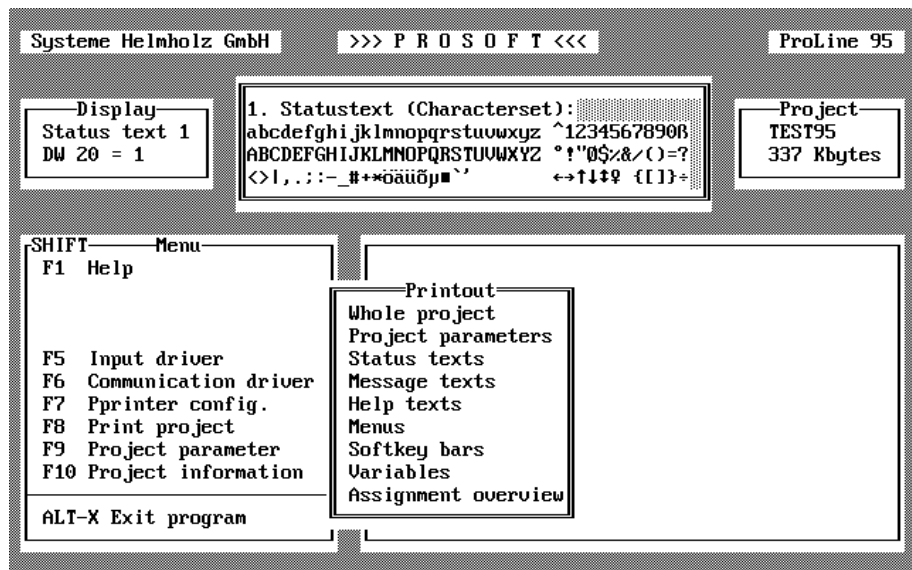 Systeme Helmholz GmbH
>>> P R O S O F T <<<
ProLine 95
Display
Status text 1
DW 20 = 1
1. Statustext (Characterset):
abcdefghijklmnopqrstuvwxyz ^1234567890ß
ABCDEFGHIJKLMNOPQRSTUVWXYZ °!"Ø$%&/()=?
<>|,.;:-_#+*öäüõµ■`' ←→↑↓↕♀ {[]}÷
Project
TEST95
337 Kbytes
SHIFT Menu
F1 Help
F5 Input driver
F6 Communication driver
F7 Pprinter config.
F8 Print project
F9 Project parameter
F10 Project information
ALT-X Exit program
Printout
Whole project
Project parameters
Status texts
Message texts
Help texts
Menus
Softkey bars
Variables
Assignment overview